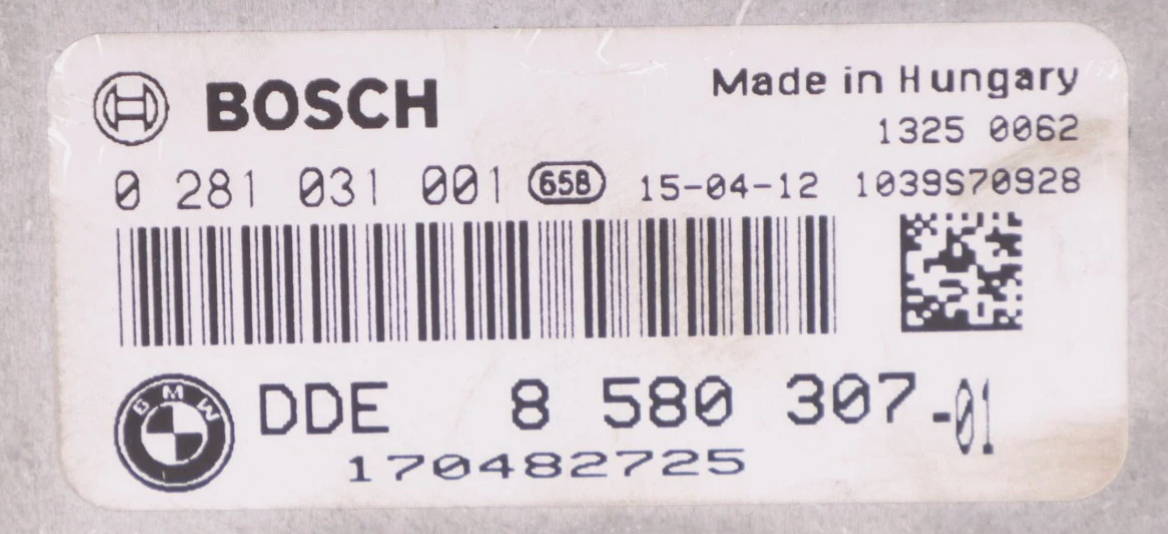 BOSCH
Made in Hungary
1325 0062
0 281 031 001 658 15-04-12 1039S70928
BMW DDE 8 580 307-01
170482725